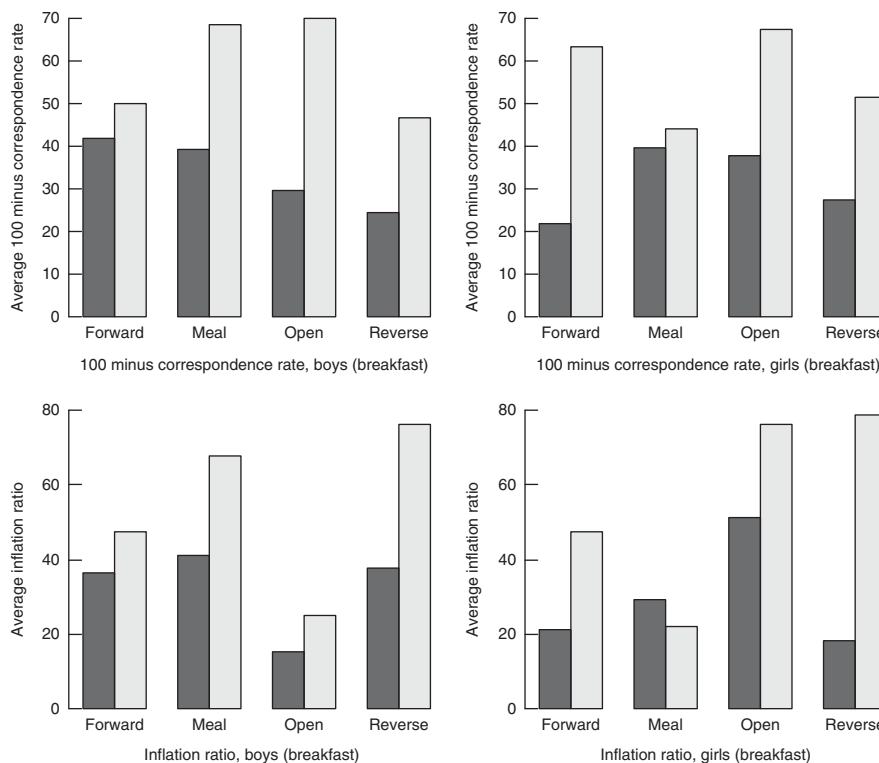 Average 100 minus correspondence rate
70
60
50
40
30
20
10
0
Forward Meal Open Reverse
100 minus correspondence rate, boys (breakfast)
Average 100 minus correspondence rate
70
60
50
40
30
20
10
0
Forward Meal Open Reverse
100 minus correspondence rate, girls (breakfast)
Average inflation ratio
80
60
40
20
0
Forward Meal Open Reverse
Inflation ratio, boys (breakfast)
Average inflation ratio
80
60
40
20
0
Forward Meal Open Reverse
Inflation ratio, girls (breakfast)